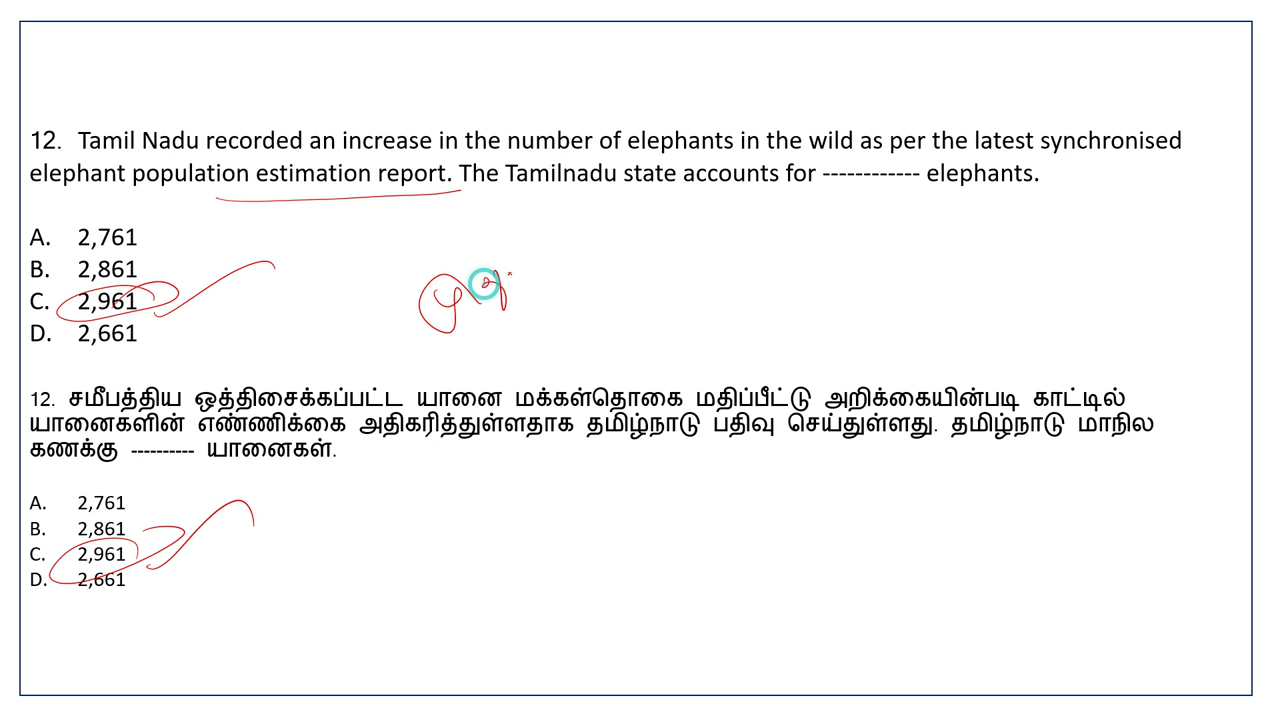 12. Tamil Nadu recorded an increase in the number of elephants in the wild as per the latest synchronised
elephant population estimation report. The Tamilnadu state accounts for ------------ elephants.
A. 2,761
B. 2,861
C. 2,961
D. 2,661
12. சமீபத்திய ஒத்திசைக்கப்பட்ட யானை மக்கள்தொகை மதிப்பீட்டு அறிக்கையின்படி காட்டில்
யானைகளின் எண்ணிக்கை அதிகரித்துள்ளதாக தமிழ்நாடு பதிவு செய்துள்ளது. தமிழ்நாடு மாநில
கணக்கு ---------- யானைகள்.
A. 2,761
B. 2,861
C. 2,961
D. 2,661